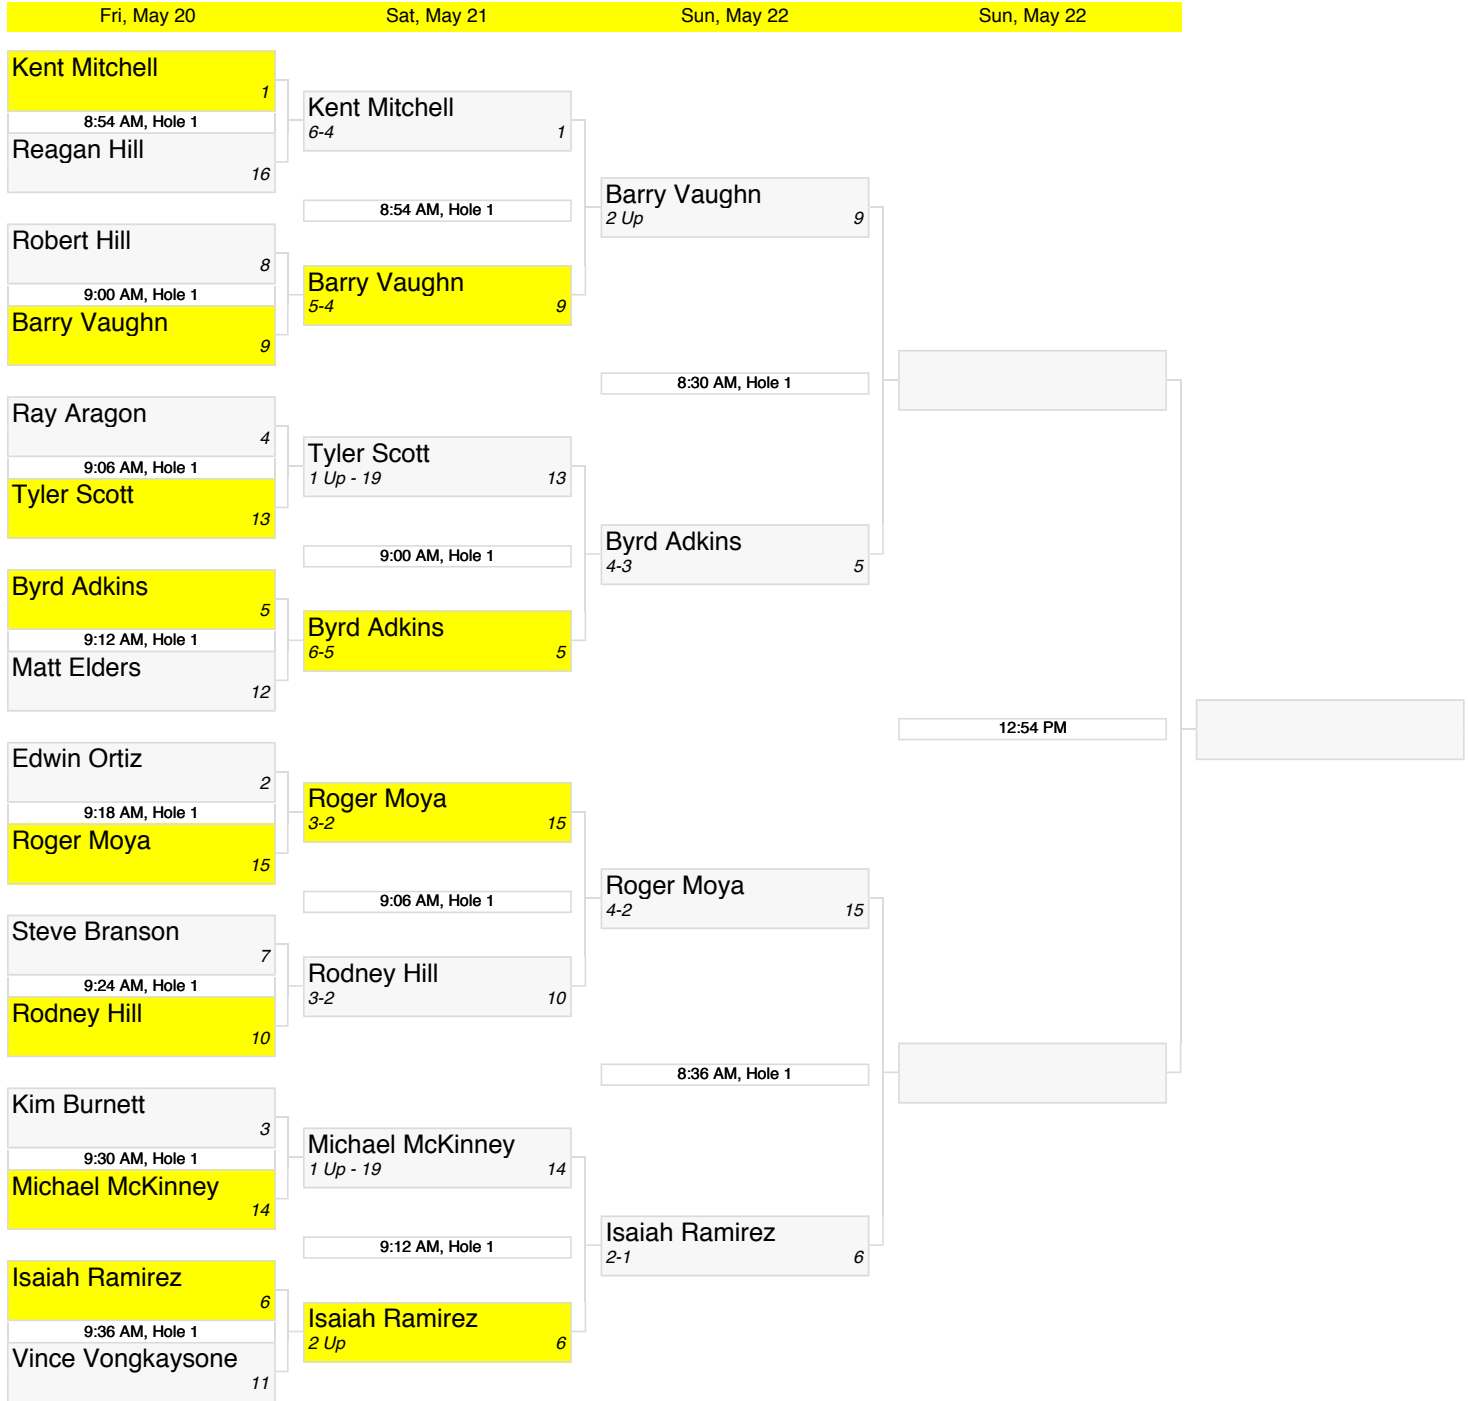 Fri, May 20
Sat, May 21
Sun, May 22
Sun, May 22
Kent Mitchell
1
8:54 AM, Hole 1
Reagan Hill
16
Robert Hill
8
9:00 AM, Hole 1
Barry Vaughn
9
Ray Aragon
4
9:06 AM, Hole 1
Tyler Scott
13
Byrd Adkins
5
9:12 AM, Hole 1
Matt Elders
12
Edwin Ortiz
2
9:18 AM, Hole 1
Roger Moya
15
Steve Branson
7
9:24 AM, Hole 1
Rodney Hill
10
Kim Burnett
3
9:30 AM, Hole 1
Michael McKinney
14
Isaiah Ramirez
6
9:36 AM, Hole 1
Vince Vongkaysone
11
Kent Mitchell
6-4 1
8:54 AM, Hole 1
Barry Vaughn
5-4 9
Tyler Scott
1 Up - 19 13
9:00 AM, Hole 1
Byrd Adkins
6-5 5
Roger Moya
3-2 15
9:06 AM, Hole 1
Rodney Hill
3-2 10
Michael McKinney
1 Up - 19 14
9:12 AM, Hole 1
Isaiah Ramirez
2 Up 6
Barry Vaughn
2 Up 9
8:30 AM, Hole 1
Byrd Adkins
4-3 5
Roger Moya
4-2 15
8:36 AM, Hole 1
Isaiah Ramirez
2-1 6
12:54 PM